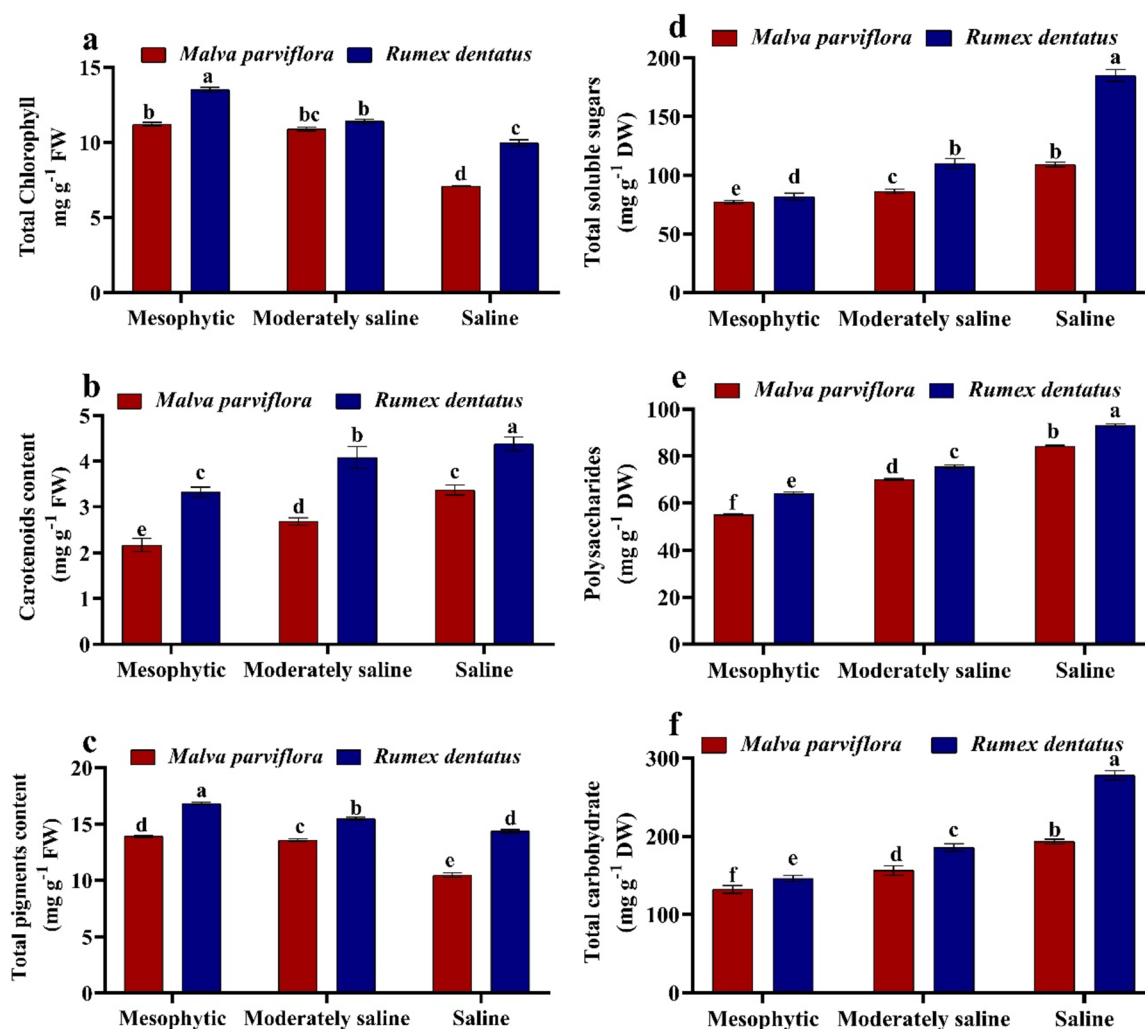 a
Malva parviflora Rumex dentatus
Total Chlorophyll
mg g⁻¹ FW
15
10
5
0
b
a
bc
b
d
c
Mesophytic Moderately saline Saline
b
Malva parviflora Rumex dentatus
Carotenoids content
(mg g⁻¹ FW)
5
4
3
2
1
0
e
c
d
b
c
a
Mesophytic Moderately saline Saline
c
Malva parviflora Rumex dentatus
Total pigments content
(mg g⁻¹ FW)
20
15
10
5
0
d
a
c
b
e
d
Mesophytic Moderately saline Saline
d
Malva parviflora Rumex dentatus
Total soluble sugars
(mg g⁻¹ DW)
200
150
100
50
0
e
d
c
b
b
a
Mesophytic Moderately saline Saline
e
Malva parviflora Rumex dentatus
Polysaccharides
(mg g⁻¹ DW)
100
80
60
40
20
0
f
e
d
c
b
a
Mesophytic Moderately saline Saline
f
Malva parviflora Rumex dentatus
Total carbohydrate
(mg g⁻¹ DW)
300
200
100
0
f
e
d
c
b
a
Mesophytic Moderately saline Saline